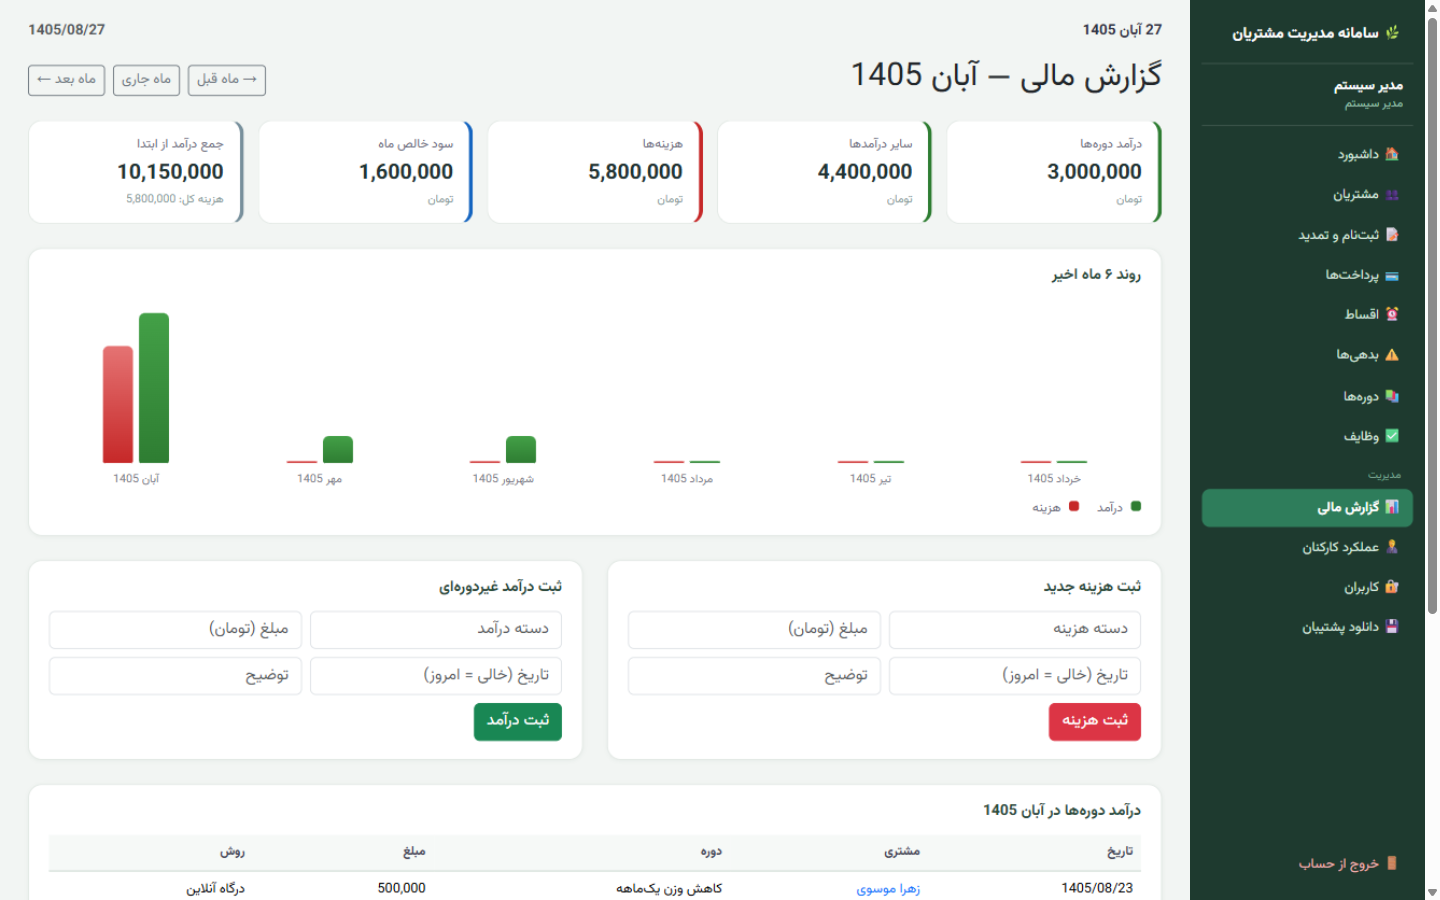 سامانه مدیریت مشتریان
مدیر سیستم
مدیر سیستم
داشبورد
مشتریان
ثبت‌نام و تمدید
پرداخت‌ها
اقساط
بدهی‌ها
دوره‌ها
وظایف
مدیریت
گزارش مالی
عملکرد کارکنان
کاربران
دانلود پشتیبان
خروج از حساب
27 آبان 1405
1405/08/27
گزارش مالی — آبان 1405
→ ماه قبل
ماه جاری
ماه بعد ←
درآمد دوره‌ها
3,000,000
تومان
سایر درآمدها
4,400,000
تومان
هزینه‌ها
5,800,000
تومان
سود خالص ماه
1,600,000
تومان
جمع درآمد از ابتدا
10,150,000
هزینه کل: 5,800,000
روند ۶ ماه اخیر
خرداد 1405
تیر 1405
مرداد 1405
شهریور 1405
مهر 1405
آبان 1405
درآمد
هزینه
ثبت هزینه جدید
دسته هزینه
مبلغ (تومان)
تاریخ (خالی = امروز)
توضیح
ثبت هزینه
ثبت درآمد غیردوره‌ای
دسته درآمد
مبلغ (تومان)
تاریخ (خالی = امروز)
توضیح
ثبت درآمد
درآمد دوره‌ها در آبان 1405
تاریخ مشتری دوره مبلغ روش
1405/08/23 زهرا موسوی کاهش وزن یک‌ماهه 500,000 درگاه آنلاین